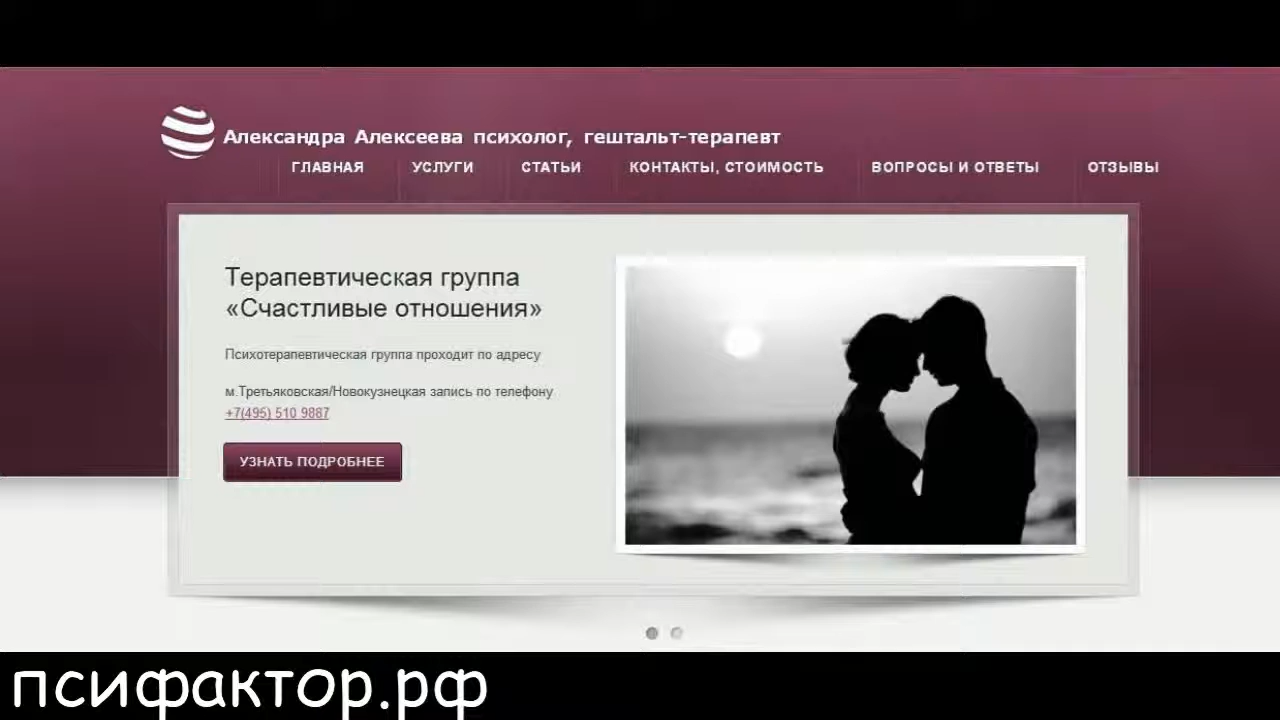 Александра Алексеева психолог, гештальт-терапевт
ГЛАВНАЯ УСЛУГИ СТАТЬИ КОНТАКТЫ, СТОИМОСТЬ ВОПРОСЫ И ОТВЕТЫ ОТЗЫВЫ
Терапевтическая группа
«Счастливые отношения»
Психотерапевтическая группа проходит по адресу
м.Третьяковская/Новокузнецкая запись по телефону
+7(495) 510 9887
УЗНАТЬ ПОДРОБНЕЕ
псифактор.рф